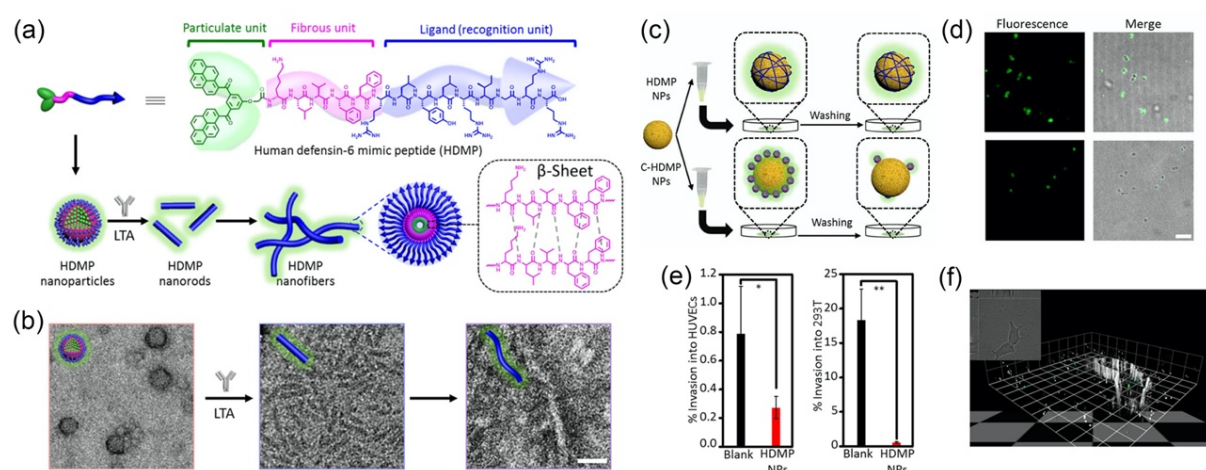 (a)
Particulate unit
Fibrous unit
Ligand (recognition unit)
Human defensin-6 mimic peptide (HDMP)
β-Sheet
LTA
HDMP
nanoparticles
HDMP
nanorods
HDMP
nanofibers
(b)
LTA
(c)
HDMP
NPs
Washing
C-HDMP
NPs
Washing
(d)
Fluorescence
Merge
(e)
% Invasion into HUVECs
1.2
1.0
0.8
0.6
0.4
0.2
0.0
*
Blank
HDMP
NPs
% Invasion into 293T
25
20
15
10
5
0
**
Blank
HDMP
NPs
(f)